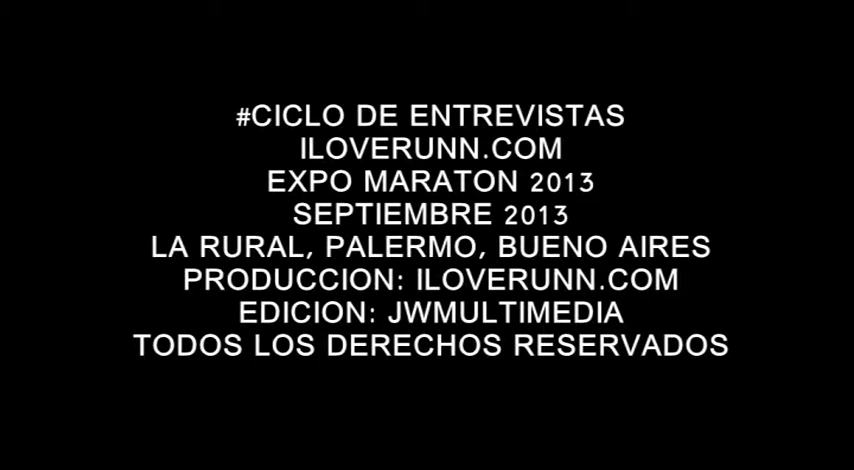 #CICLO DE ENTREVISTAS
ILOVERUNN.COM
EXPO MARATON 2013
SEPTIEMBRE 2013
LA RURAL, PALERMO, BUENO AIRES
PRODUCCION: ILOVERUNN.COM
EDICION: JWMULTIMEDIA
TODOS LOS DERECHOS RESERVADOS